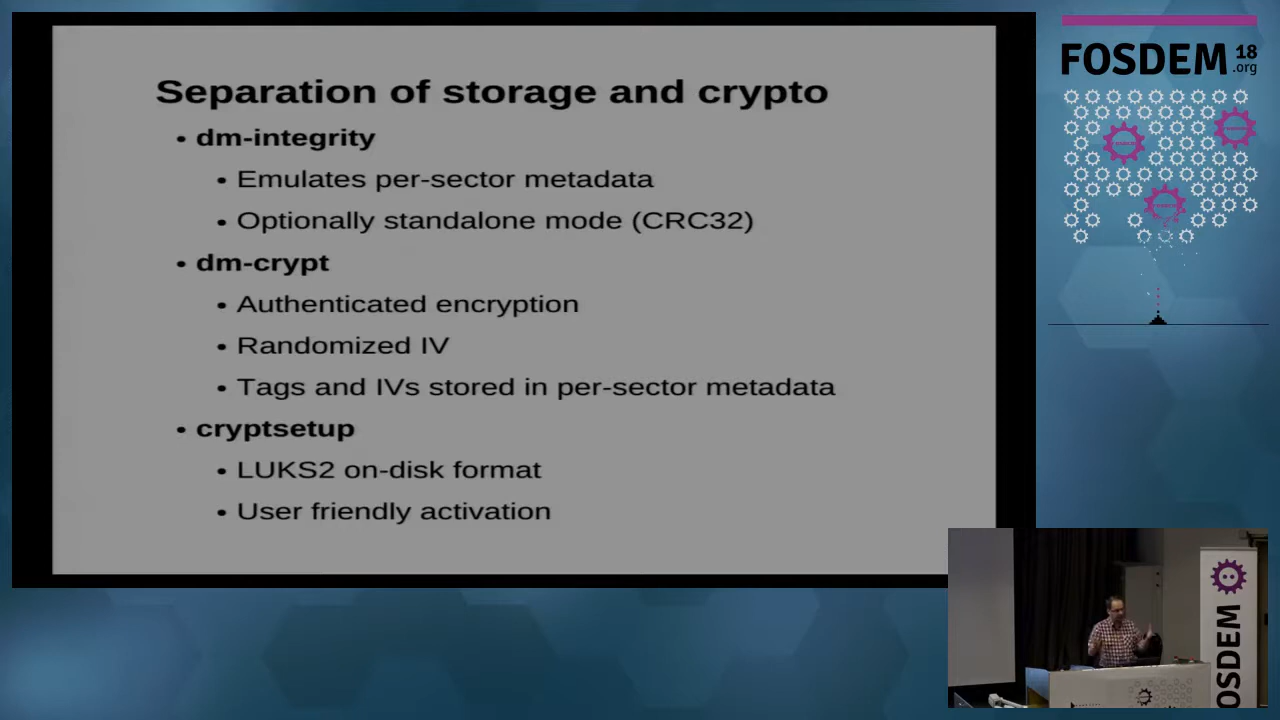 Separation of storage and crypto
• dm-integrity
• Emulates per-sector metadata
• Optionally standalone mode (CRC32)
• dm-crypt
• Authenticated encryption
• Randomized IV
• Tags and IVs stored in per-sector metadata
• cryptsetup
• LUKS2 on-disk format
• User friendly activation
FOSDEM 18
.org
FOSDEM